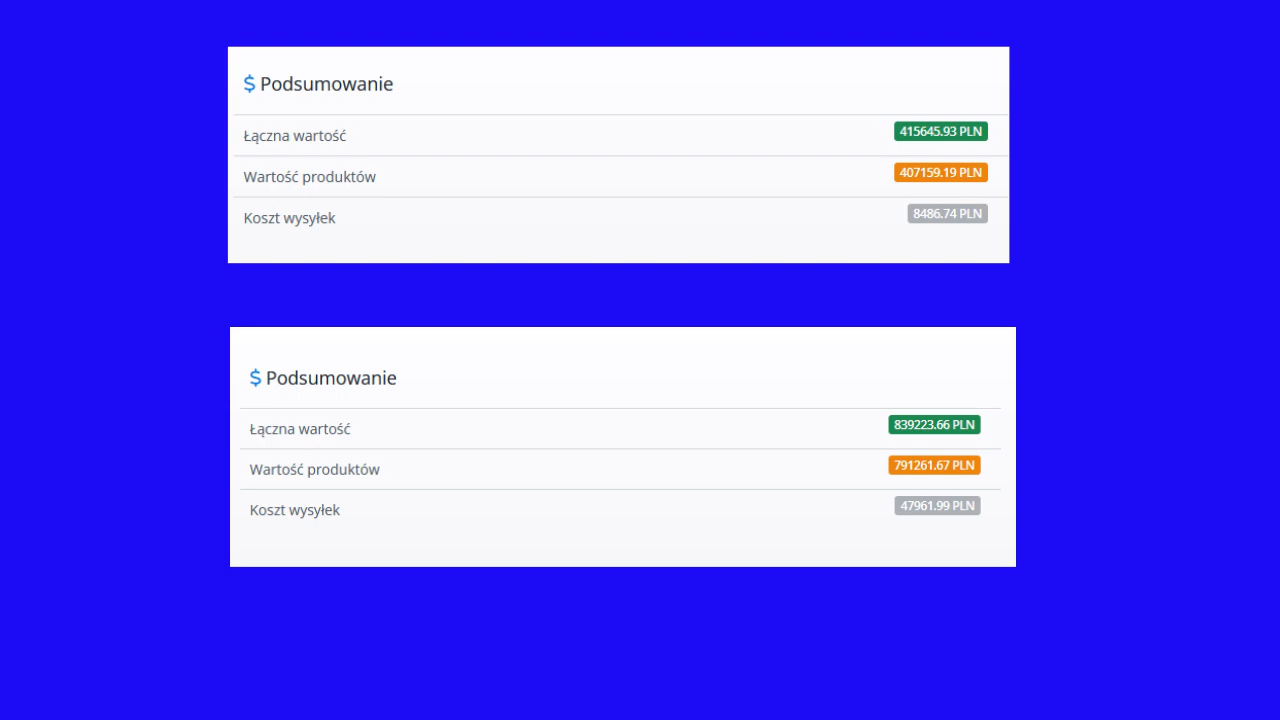 $ Podsumowanie
Łączna wartość 415645.93 PLN
Wartość produktów 407159.19 PLN
Koszt wysyłek 8486.74 PLN
$ Podsumowanie
Łączna wartość 839223.66 PLN
Wartość produktów 791261.67 PLN
Koszt wysyłek 47961.99 PLN